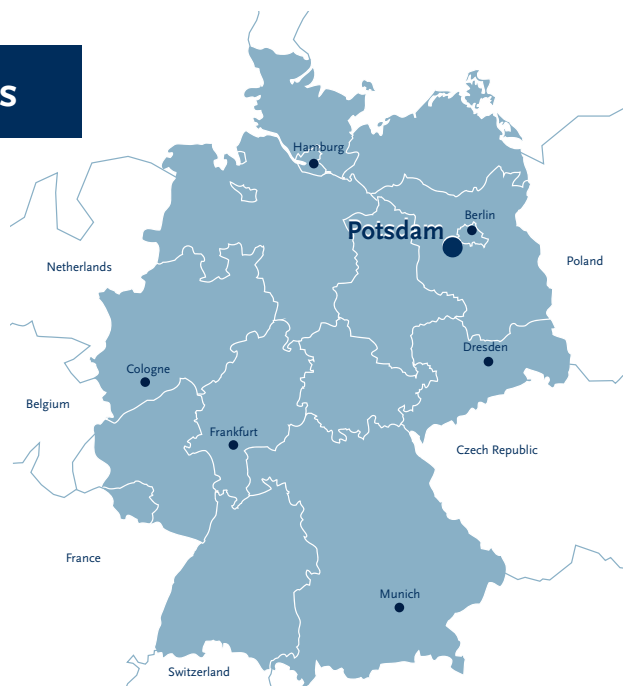 s
Hamburg
Berlin
Potsdam
Netherlands
Poland
Dresden
Cologne
Belgium
Frankfurt
Czech Republic
France
Munich
Switzerland